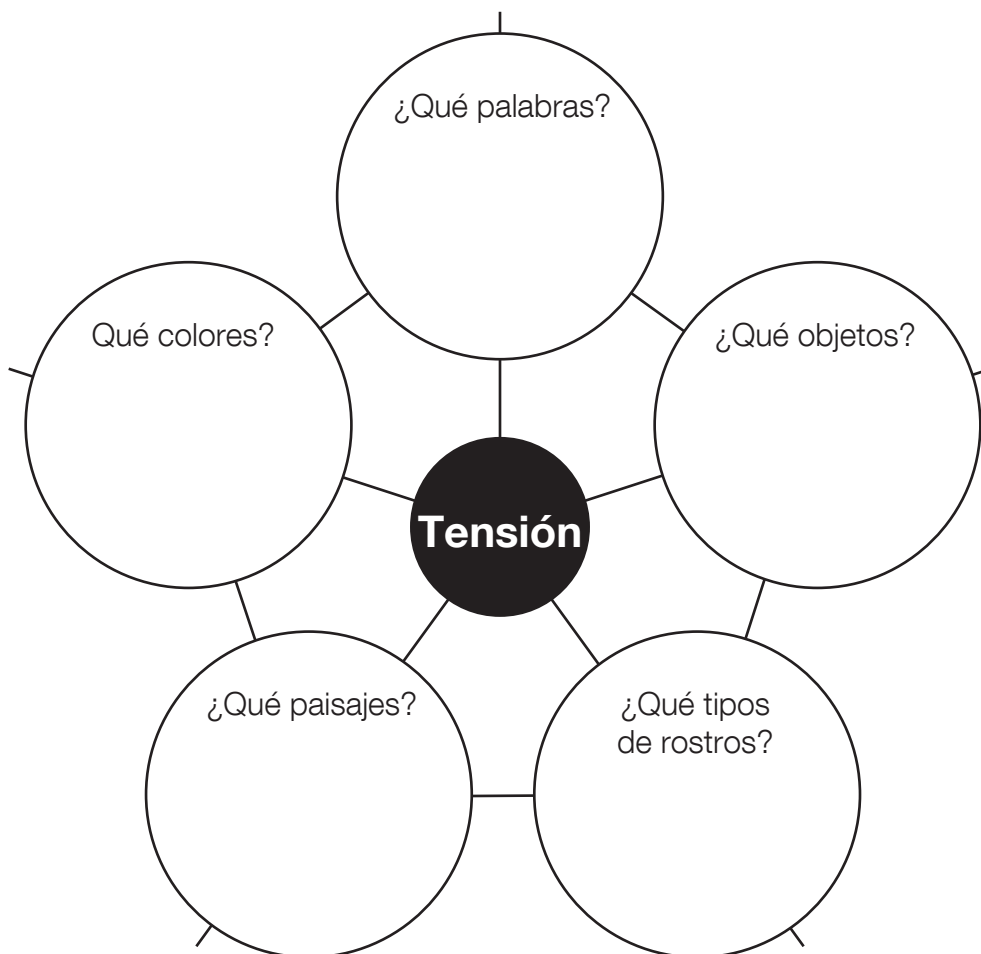 ¿Qué palabras?
Qué colores?
¿Qué objetos?
Tensión
¿Qué paisajes?
¿Qué tipos
de rostros?